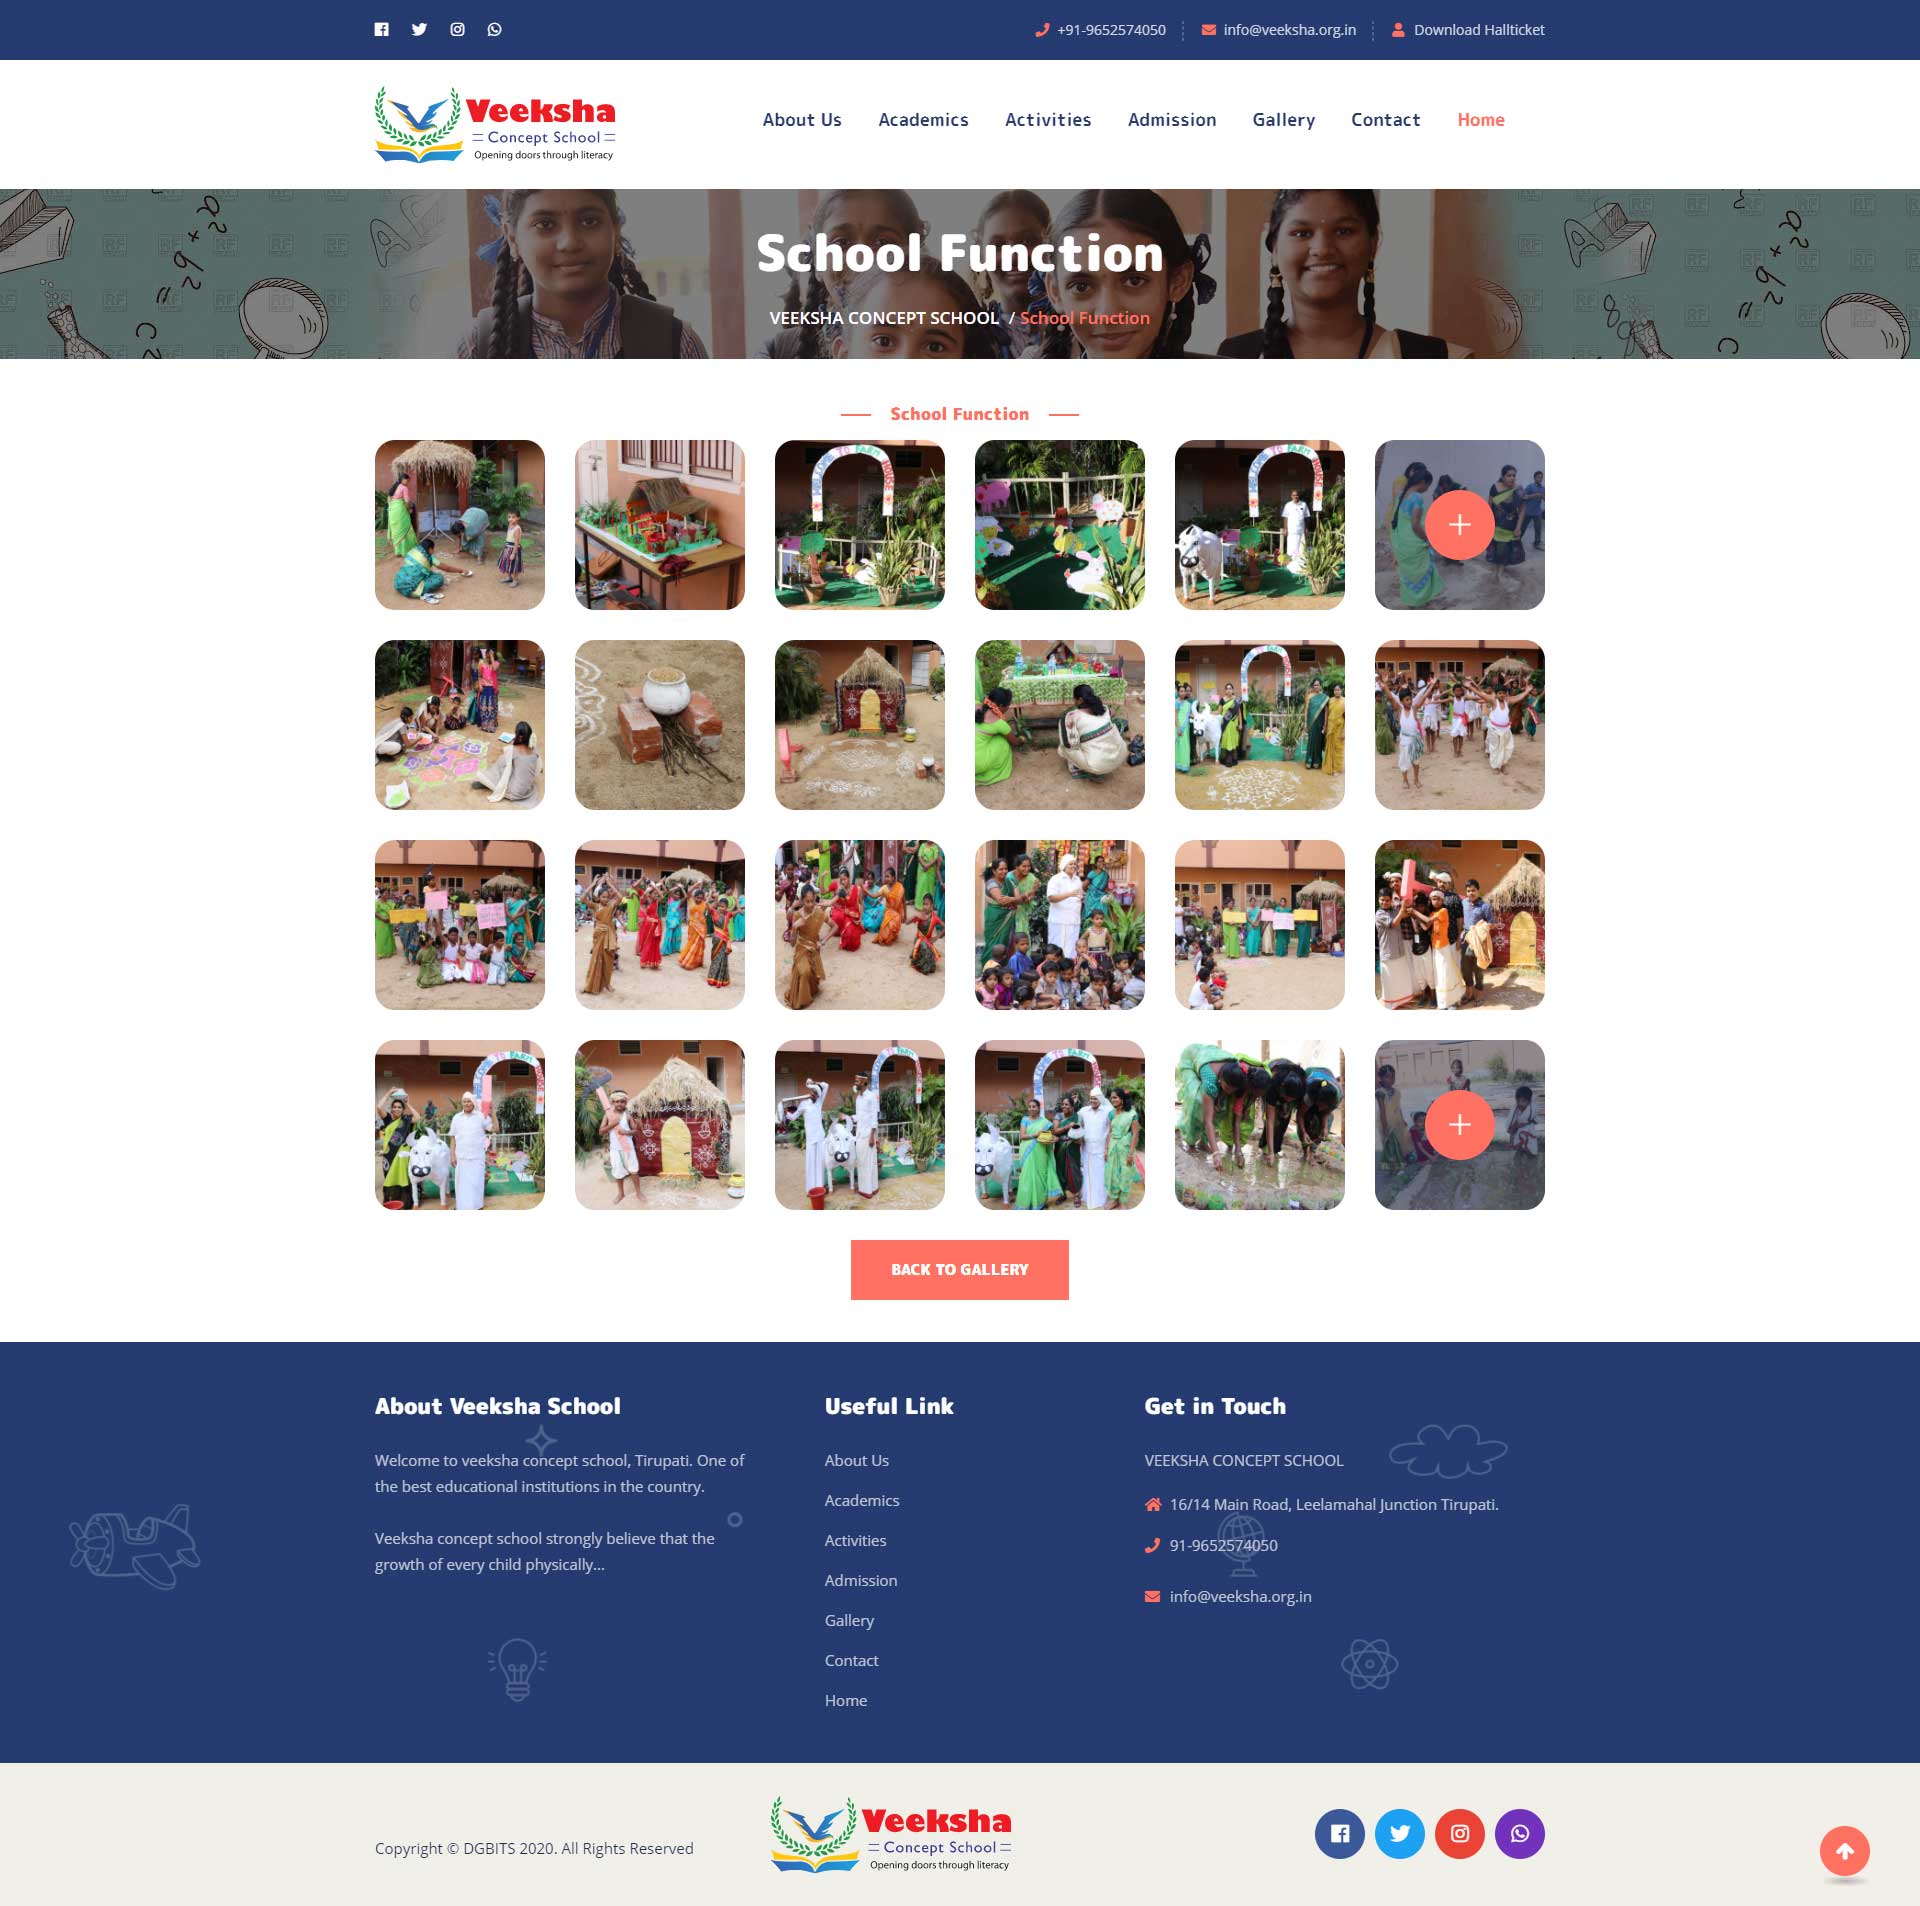 +91-9652574050
info@veeksha.org.in
Download Hallticket
Veeksha
Concept School
Opening doors through literacy
About Us
Academics
Activities
Admission
Gallery
Contact
Home
School Function
VEEKSHA CONCEPT SCHOOL / School Function
School Function
WELCOME TO FARM HOUSE
BACK TO GALLERY
About Veeksha School
Welcome to veeksha concept school, Tirupati. One of
the best educational institutions in the country.
Veeksha concept school strongly believe that the
growth of every child physically...
Useful Link
About Us
Academics
Activities
Admission
Gallery
Contact
Home
Get in Touch
VEEKSHA CONCEPT SCHOOL
16/14 Main Road, Leelamahal Junction Tirupati.
91-9652574050
info@veeksha.org.in
Copyright © DGBITS 2020. All Rights Reserved
Veeksha
Concept School
Opening doors through literacy